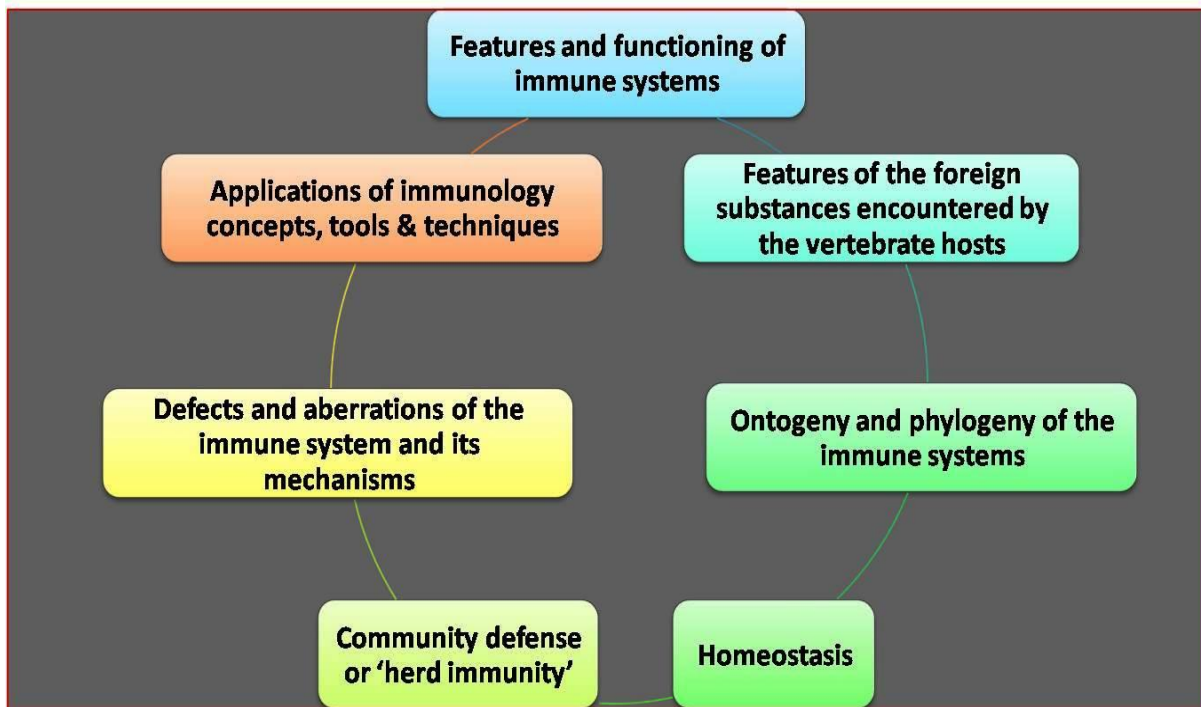 Features and functioning of
immune systems
Features of the foreign
substances encountered by
the vertebrate hosts
Ontogeny and phylogeny of the
immune systems
Homeostasis
Community defense
or ‘herd immunity’
Defects and aberrations of the
immune system and its
mechanisms
Applications of immunology
concepts, tools & techniques